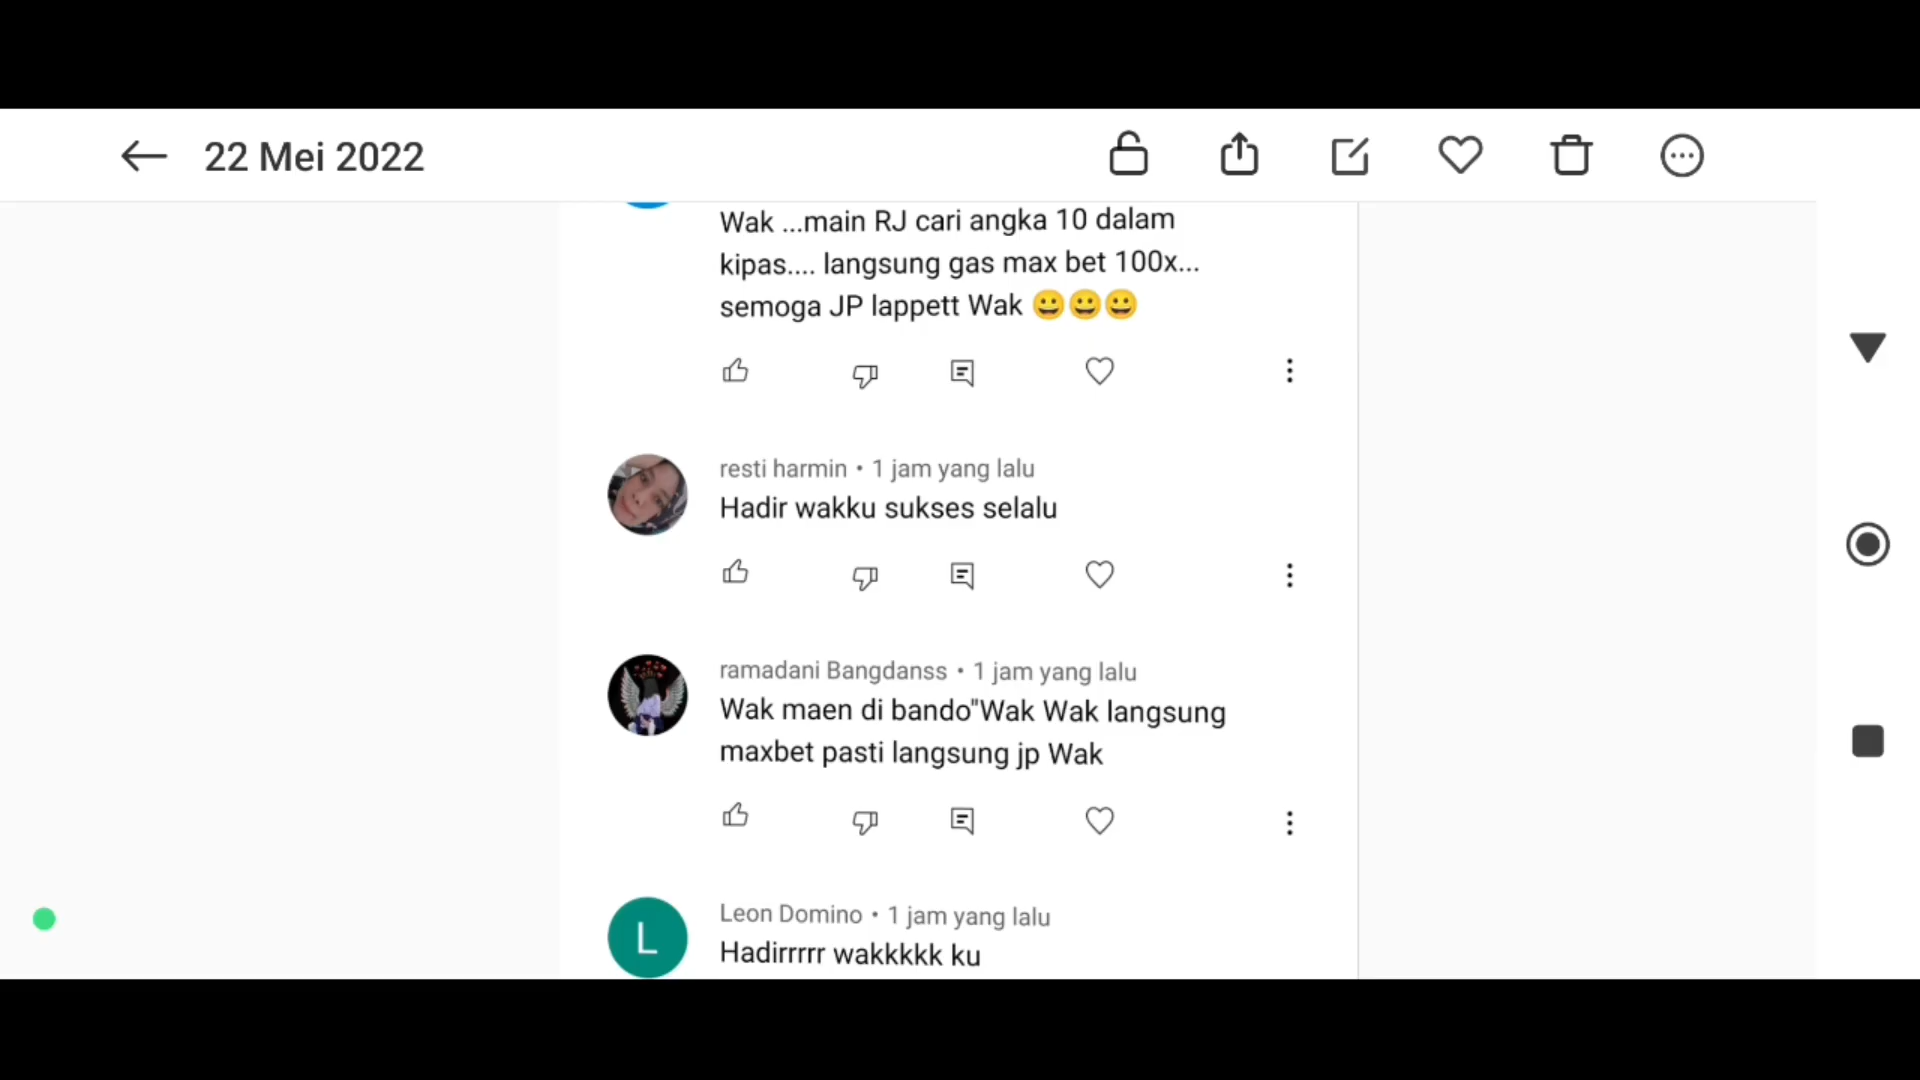 22 Mei 2022
Wak ...main RJ cari angka 10 dalam
kipas.... langsung gas max bet 100x...
semoga JP lappett Wak 😀😀😀
resti harmin • 1 jam yang lalu
Hadir wakku sukses selalu
ramadani Bangdanss • 1 jam yang lalu
Wak maen di bando"Wak Wak langsung
maxbet pasti langsung jp Wak
L
Leon Domino • 1 jam yang lalu
Hadirrrrr wakkkkk ku